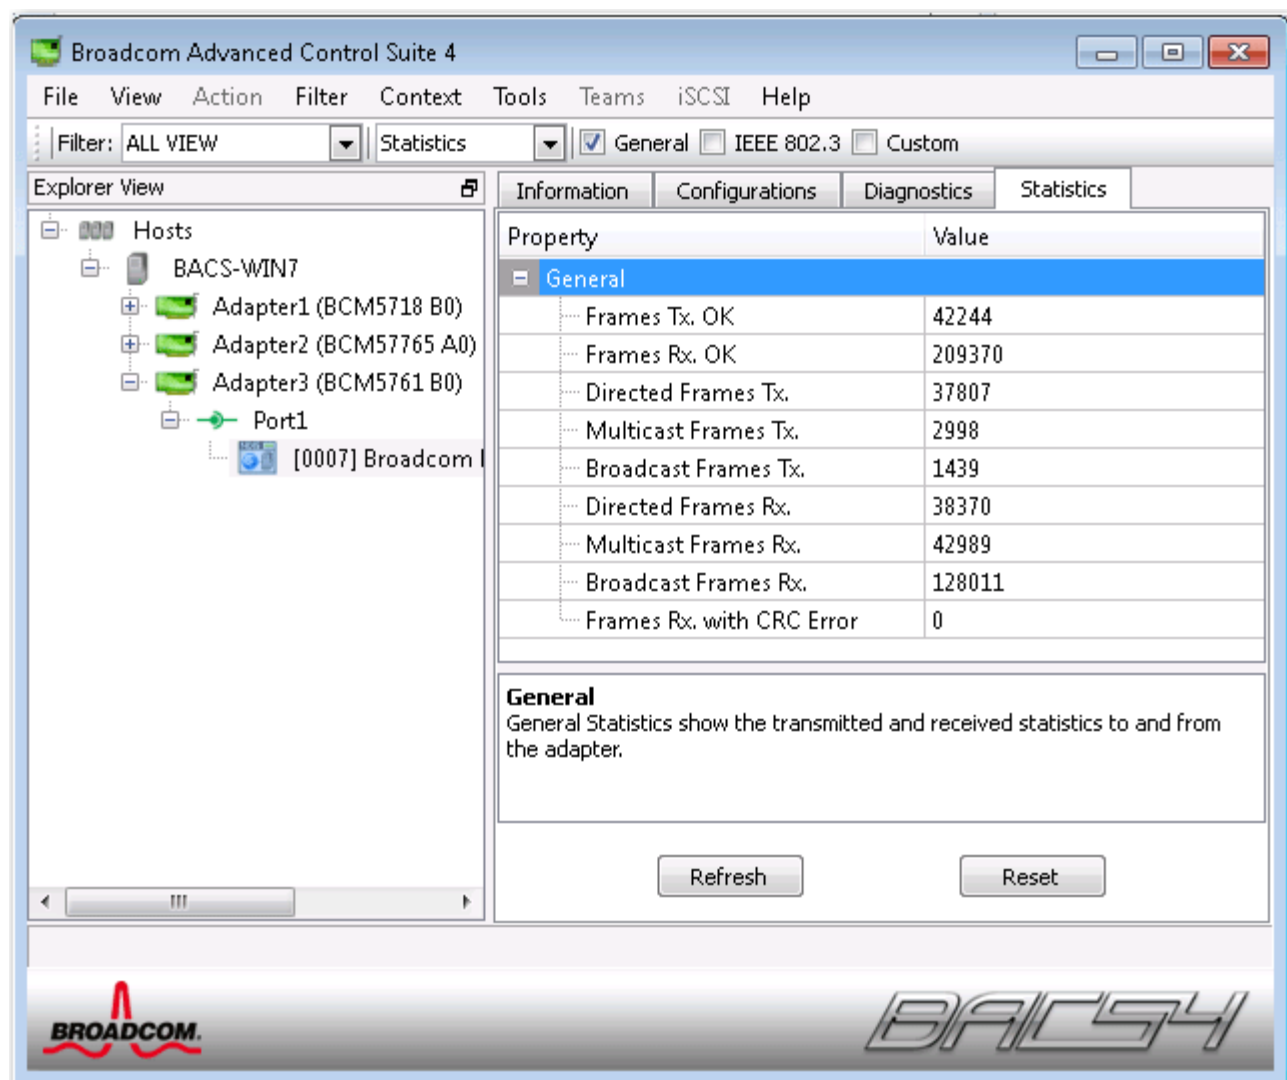 Broadcom Advanced Control Suite 4
File View Action Filter Context Tools Teams iSCSI Help
Filter: ALL VIEW Statistics General IEEE 802.3 Custom
Explorer View
Hosts
BACS-WIN7
Adapter1 (BCM5718 B0)
Adapter2 (BCM57765 A0)
Adapter3 (BCM5761 B0)
Port1
[0007] Broadcom
Information Configurations Diagnostics Statistics
Property Value
General
Frames Tx. OK 42244
Frames Rx. OK 209370
Directed Frames Tx. 37807
Multicast Frames Tx. 2998
Broadcast Frames Tx. 1439
Directed Frames Rx. 38370
Multicast Frames Rx. 42989
Broadcast Frames Rx. 128011
Frames Rx. with CRC Error 0
General
General Statistics show the transmitted and received statistics to and from
the adapter.
Refresh Reset
BROADCOM. BACS4